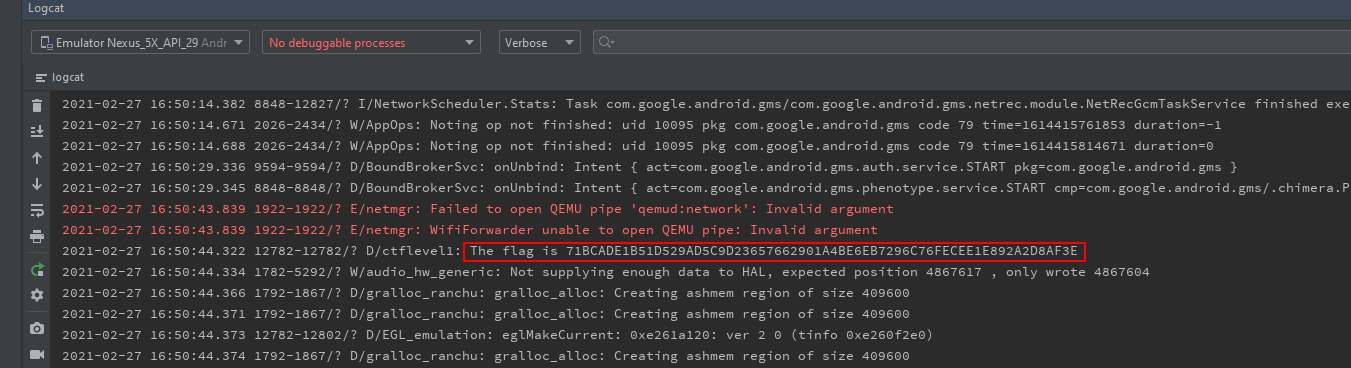 Logcat
Emulator Nexus_5X_API_29 Andr
No debuggable processes
Verbose
logcat
2021-02-27 16:50:14.382 8848-12827/? I/NetworkScheduler.Stats: Task com.google.android.gms/com.google.android.gms.netrec.module.NetRecGcmTaskService finished exe
2021-02-27 16:50:14.671 2026-2434/? W/AppOps: Noting op not finished: uid 10095 pkg com.google.android.gms code 79 time=1614415761853 duration=-1
2021-02-27 16:50:14.688 2026-2434/? W/AppOps: Noting op not finished: uid 10095 pkg com.google.android.gms code 79 time=1614415814671 duration=0
2021-02-27 16:50:29.336 9594-9594/? D/BoundBrokerSvc: onUnbind: Intent { act=com.google.android.gms.auth.service.START pkg=com.google.android.gms }
2021-02-27 16:50:29.345 8848-8848/? D/BoundBrokerSvc: onUnbind: Intent { act=com.google.android.gms.phenotype.service.START cmp=com.google.android.gms/.chimera.P
2021-02-27 16:50:43.839 1922-1922/? E/netmgr: Failed to open QEMU pipe 'qemud:network': Invalid argument
2021-02-27 16:50:43.839 1922-1922/? E/netmgr: WifiForwarder unable to open QEMU pipe: Invalid argument
2021-02-27 16:50:44.322 12782-12782/? D/ctflevel1: The flag is 71BCADE1B51D529AD5C9D23657662901A4BE6EB7296C76FECEE1E892A2D8AF3E
2021-02-27 16:50:44.334 1782-5292/? W/audio_hw_generic: Not supplying enough data to HAL, expected position 4867617 , only wrote 4867604
2021-02-27 16:50:44.366 1792-1867/? D/gralloc_ranchu: gralloc_alloc: Creating ashmem region of size 409600
2021-02-27 16:50:44.371 1792-1867/? D/gralloc_ranchu: gralloc_alloc: Creating ashmem region of size 409600
2021-02-27 16:50:44.373 12782-12802/? D/EGL_emulation: eglMakeCurrent: 0xe261a120: ver 2 0 (tinfo 0xe260f2e0)
2021-02-27 16:50:44.374 1792-1867/? D/gralloc_ranchu: gralloc_alloc: Creating ashmem region of size 409600